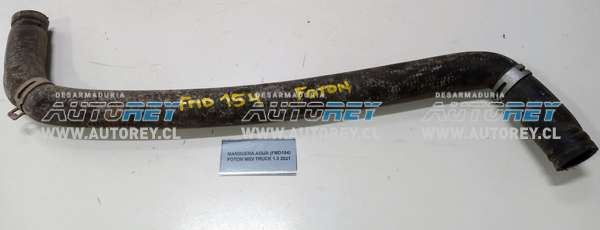 DESARMADURIA DESARMADURIA DESARMADURIA
AUTOREY AUTOREY AUTOREY
WWW.AUTOREY.CL WWW.AUTOREY.CL WWW.AUTOREY.CL
FMD FOTON
MANGUERA AGUA (FMD154)
FOTON MIDI TRUCK 1.3 2021